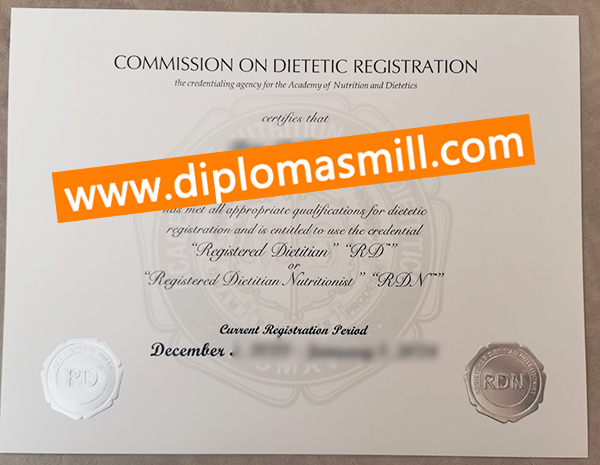 COMMISSION ON DIETETIC REGISTRATION
the credentialing agency for the Academy of Nutrition and Dietetics
certifies that
www.diplomasmill.com
has met all appropriate qualifications for dietetic
registration and is entitled to use the credential
“Registered Dietitian” “RD™”
or
“Registered Dietitian Nutritionist” “RDN™”
Current Registration Period
December
RD
RDN